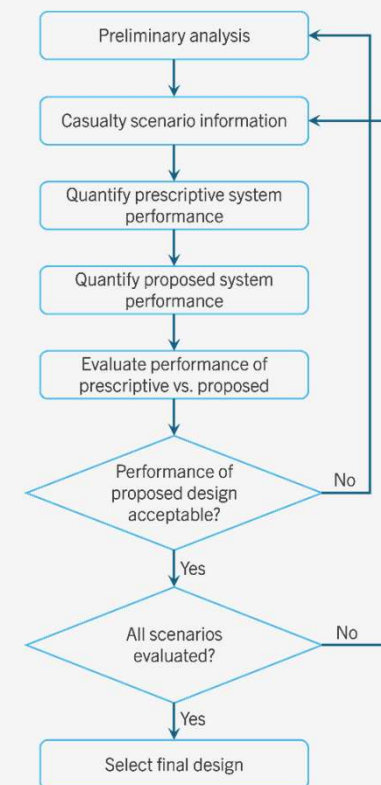 Preliminary analysis
Casualty scenario information
Quantify prescriptive system
performance
Quantify proposed system
performance
Evaluate performance of
prescriptive vs. proposed
Performance of
proposed design
acceptable?
No
Yes
All scenarios
evaluated?
No
Yes
Select final design